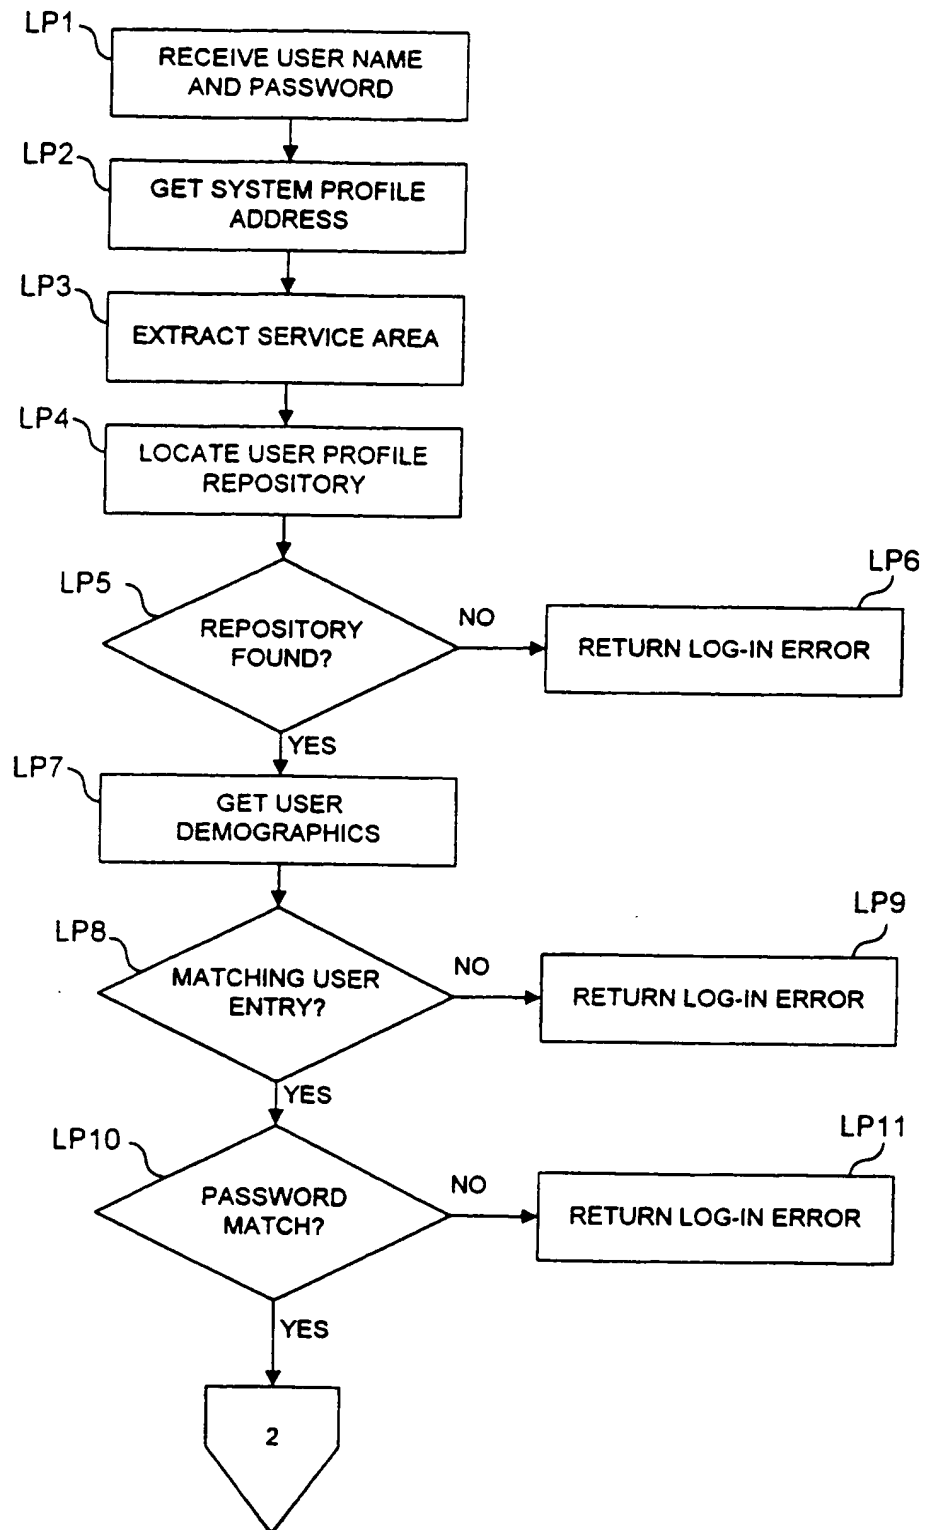 LP1
RECEIVE USER NAME
AND PASSWORD
LP2
GET SYSTEM PROFILE
ADDRESS
LP3
EXTRACT SERVICE AREA
LP4
LOCATE USER PROFILE
REPOSITORY
LP5
REPOSITORY
FOUND?
NO
LP6
RETURN LOG-IN ERROR
YES
LP7
GET USER
DEMOGRAPHICS
LP8
MATCHING USER
ENTRY?
NO
LP9
RETURN LOG-IN ERROR
YES
LP10
PASSWORD
MATCH?
NO
LP11
RETURN LOG-IN ERROR
YES
2